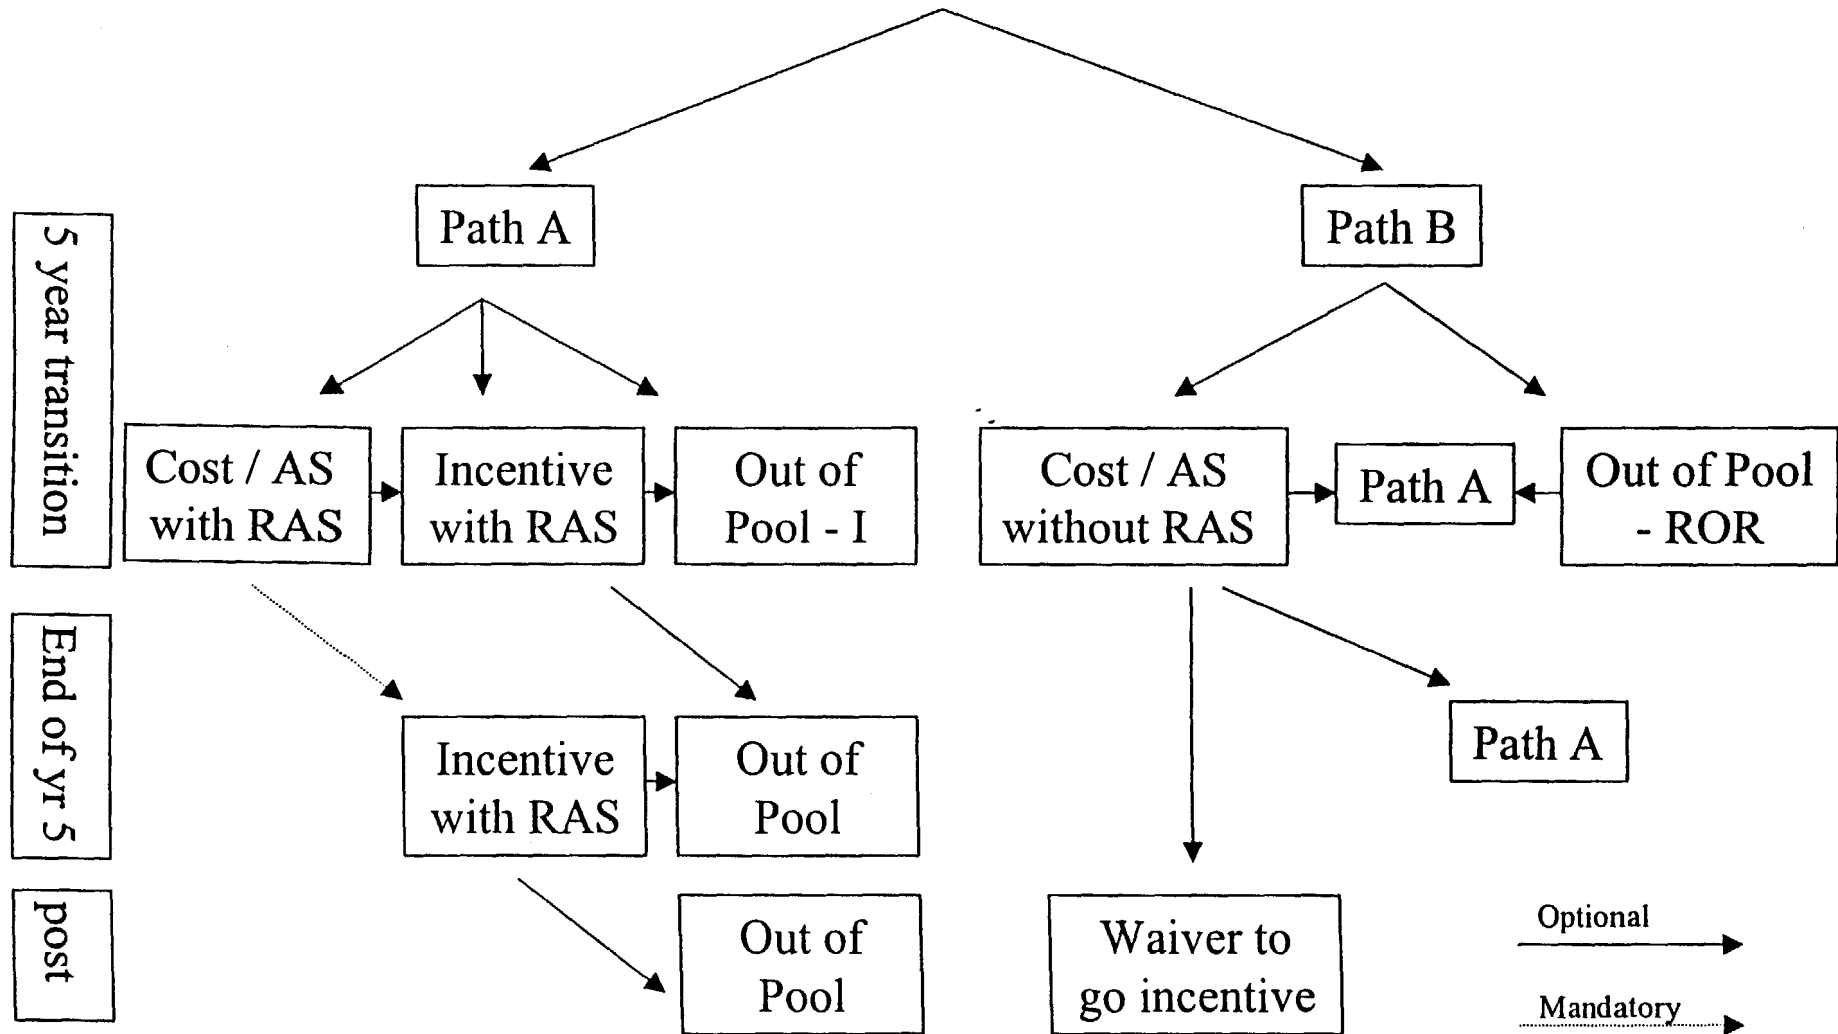 Path A
Path B
5 year transition
Cost / AS
with RAS
Incentive
with RAS
Out of
Pool - I
Cost / AS
without RAS
Path A
Out of Pool
- ROR
End of yr 5
Incentive
with RAS
Out of
Pool
Path A
post
Out of
Pool
Waiver to
go incentive
Optional
Mandatory